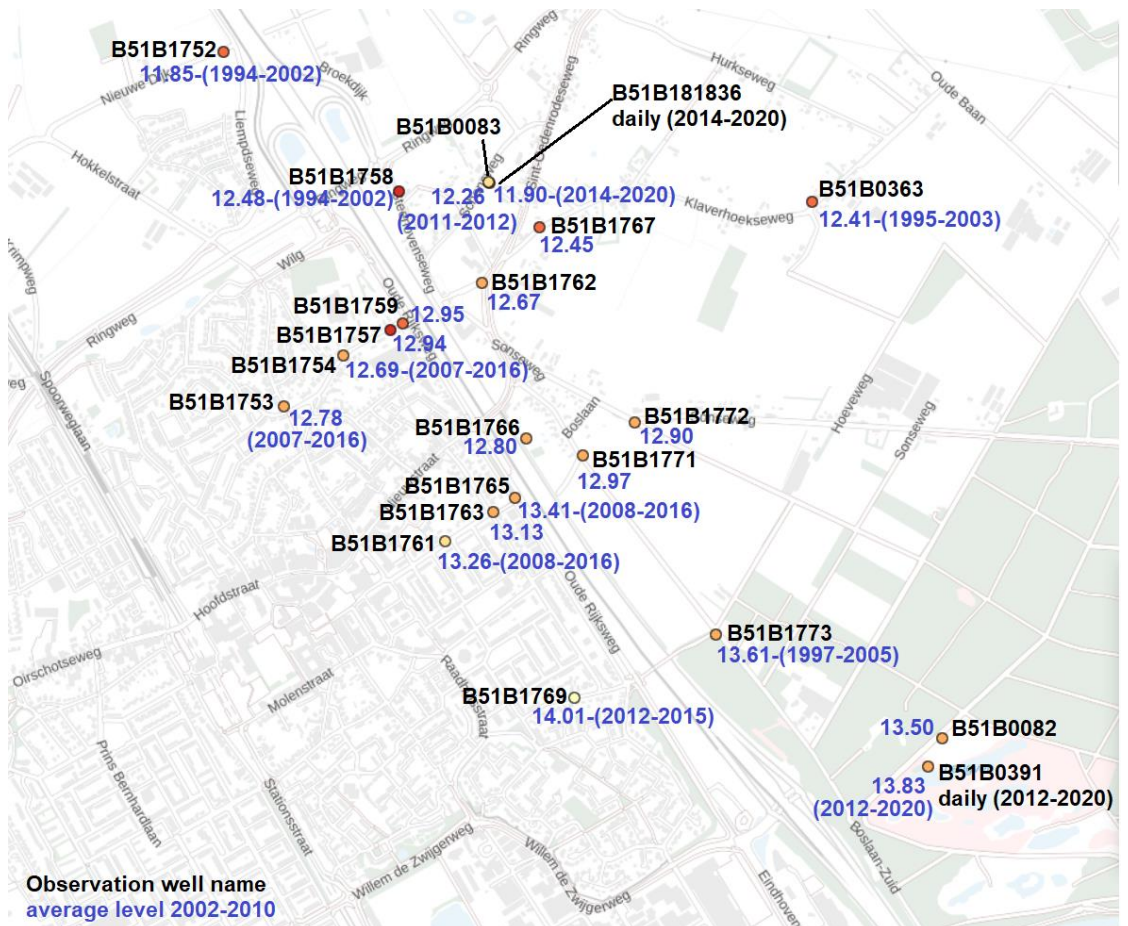 Ringweg
B51B1752
11.85-(1994-2002)
Nieuwe Dijk
Broekdijk
Hurkseweg
Oude Baan
Liempdseweg
Hokkelstraat
B51B181836
daily (2014-2020)
B51B0083
Ringweg
Sint-Oedenrodeseweg
B51B1758
12.48-(1994-2002)
12.26
(2011-2012)
11.90-(2014-2020)
B51B0363
12.41-(1995-2003)
Klaverhoekseweg
B51B1767
12.45
Krimpweg
Wilg
B51B1762
12.67
Oude Rijksweg
B51B1759
12.95
B51B1757
12.94
Ringweg
B51B1754
12.69-(2007-2016)
Sonseweg
Spoorweglaan
B51B1753
12.78
(2007-2016)
Boslaan
B51B1772
12.90
Hoeveweg
Sonseweg
B51B1766
12.80
B51B1771
12.97
B51B1765
13.41-(2008-2016)
B51B1763
13.13
B51B1761
13.26-(2008-2016)
Hoofdstraat
Oude Rijksweg
Oirschotseweg
Molenstraat
B51B1773
13.61-(1997-2005)
B51B1769
14.01-(2012-2015)
13.50
B51B0082
B51B0391
daily (2012-2020)
13.83
(2012-2020)
Prins Bernhardlaan
Stationsstraat
Willem de Zwijgerweg
Willem de Zwijgerweg
Boslaan-Zuid
Eindhoven
Observation well name
average level 2002-2010